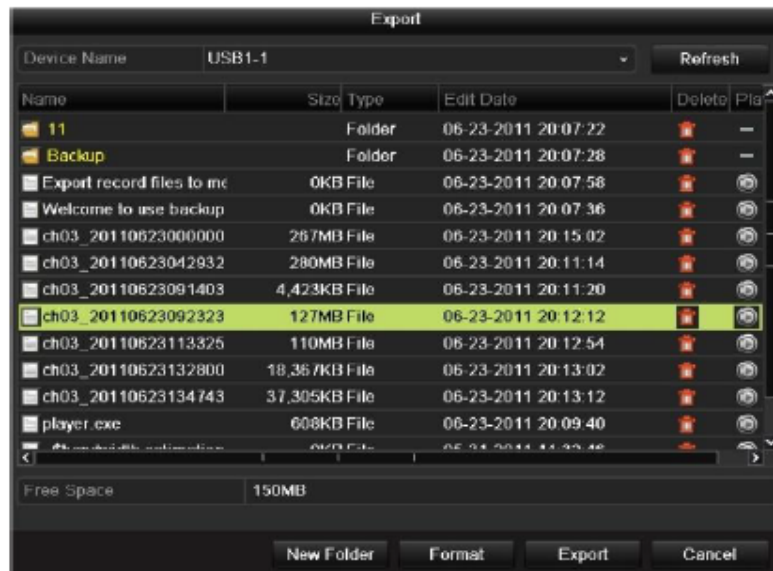 Export
Device Name USB1-1 Refresh
Name Size Type Edit Date Delete Pla
11 Folder 06-23-2011 20:07:22 —
Backup Folder 06-23-2011 20:07:28 —
Export record files to mc 0KB File 06-23-2011 20:07:58
Welcome to use backup 0KB File 06-23-2011 20:07:36
ch03_20110623000000 267MB File 06-23-2011 20:15:02
ch03_20110623042932 280MB File 06-23-2011 20:11:14
ch03_20110623091403 4,423KB File 06-23-2011 20:11:20
ch03_20110623092323 127MB File 06-23-2011 20:12:12
ch03_20110623113325 110MB File 06-23-2011 20:12:54
ch03_20110623132800 18,367KB File 06-23-2011 20:13:02
ch03_20110623134743 37,305KB File 06-23-2011 20:13:12
player.exe 608KB File 06-23-2011 20:09:40
Free Space 150MB
New Folder Format Export Cancel